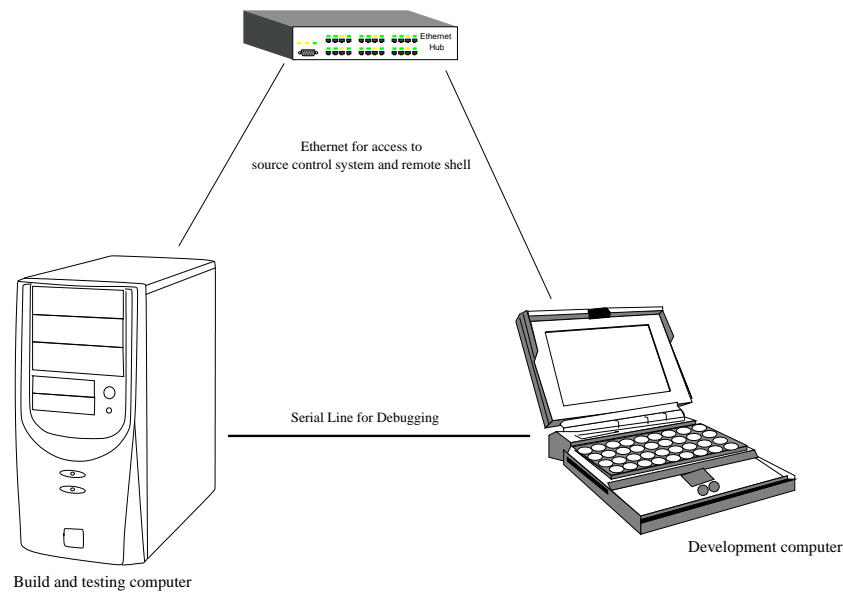 Ethernet
Hub
Ethernet for access to
source control system and remote shell
Serial Line for Debugging
Development computer
Build and testing computer